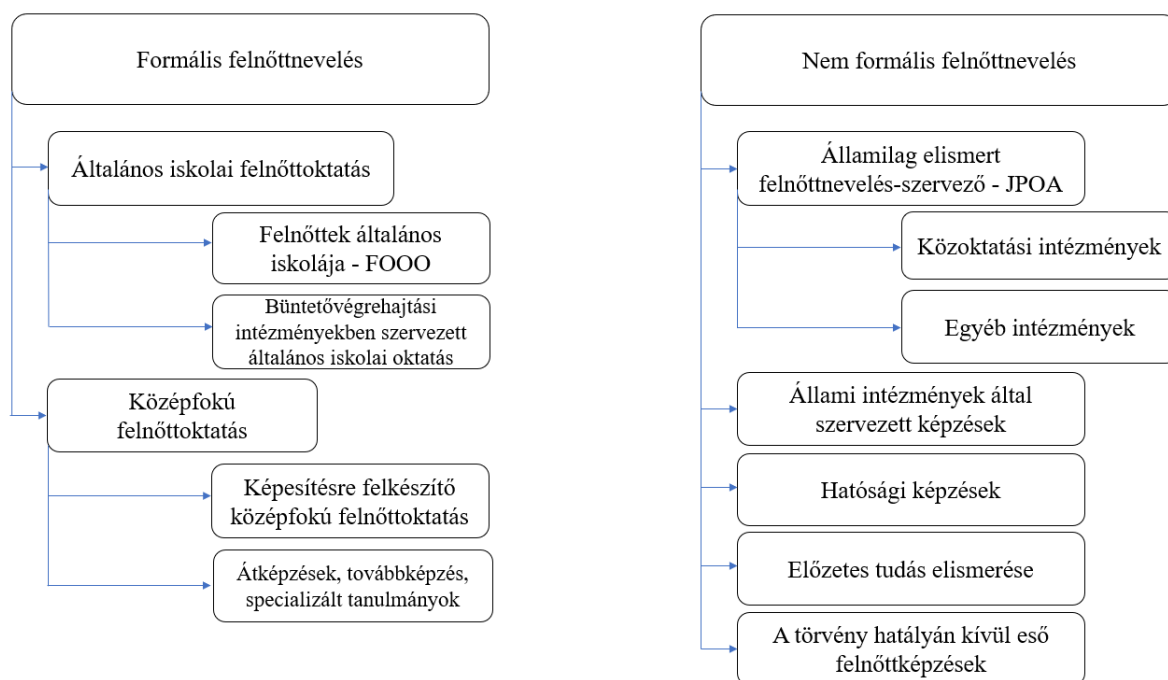 Formális felnőttnevelés
Általános iskolai felnőttoktatás
Felnőttek általános
iskolája - FOOO
Büntetővégrehajtási
intézményekben szervezett
általános iskolai oktatás
Középfokú
felnőttoktatás
Képesítésre felkészítő
középfokú felnőttoktatás
Átképzések, továbbképzés,
specializált tanulmányok
Nem formális felnőttnevelés
Államilag elismert
felnőttnevelés-szervező - JPOA
Közoktatási intézmények
Egyéb intézmények
Állami intézmények által
szervezett képzések
Hatósági képzések
Előzetes tudás elismerése
A törvény hatályán kívül eső
felnőttképzések